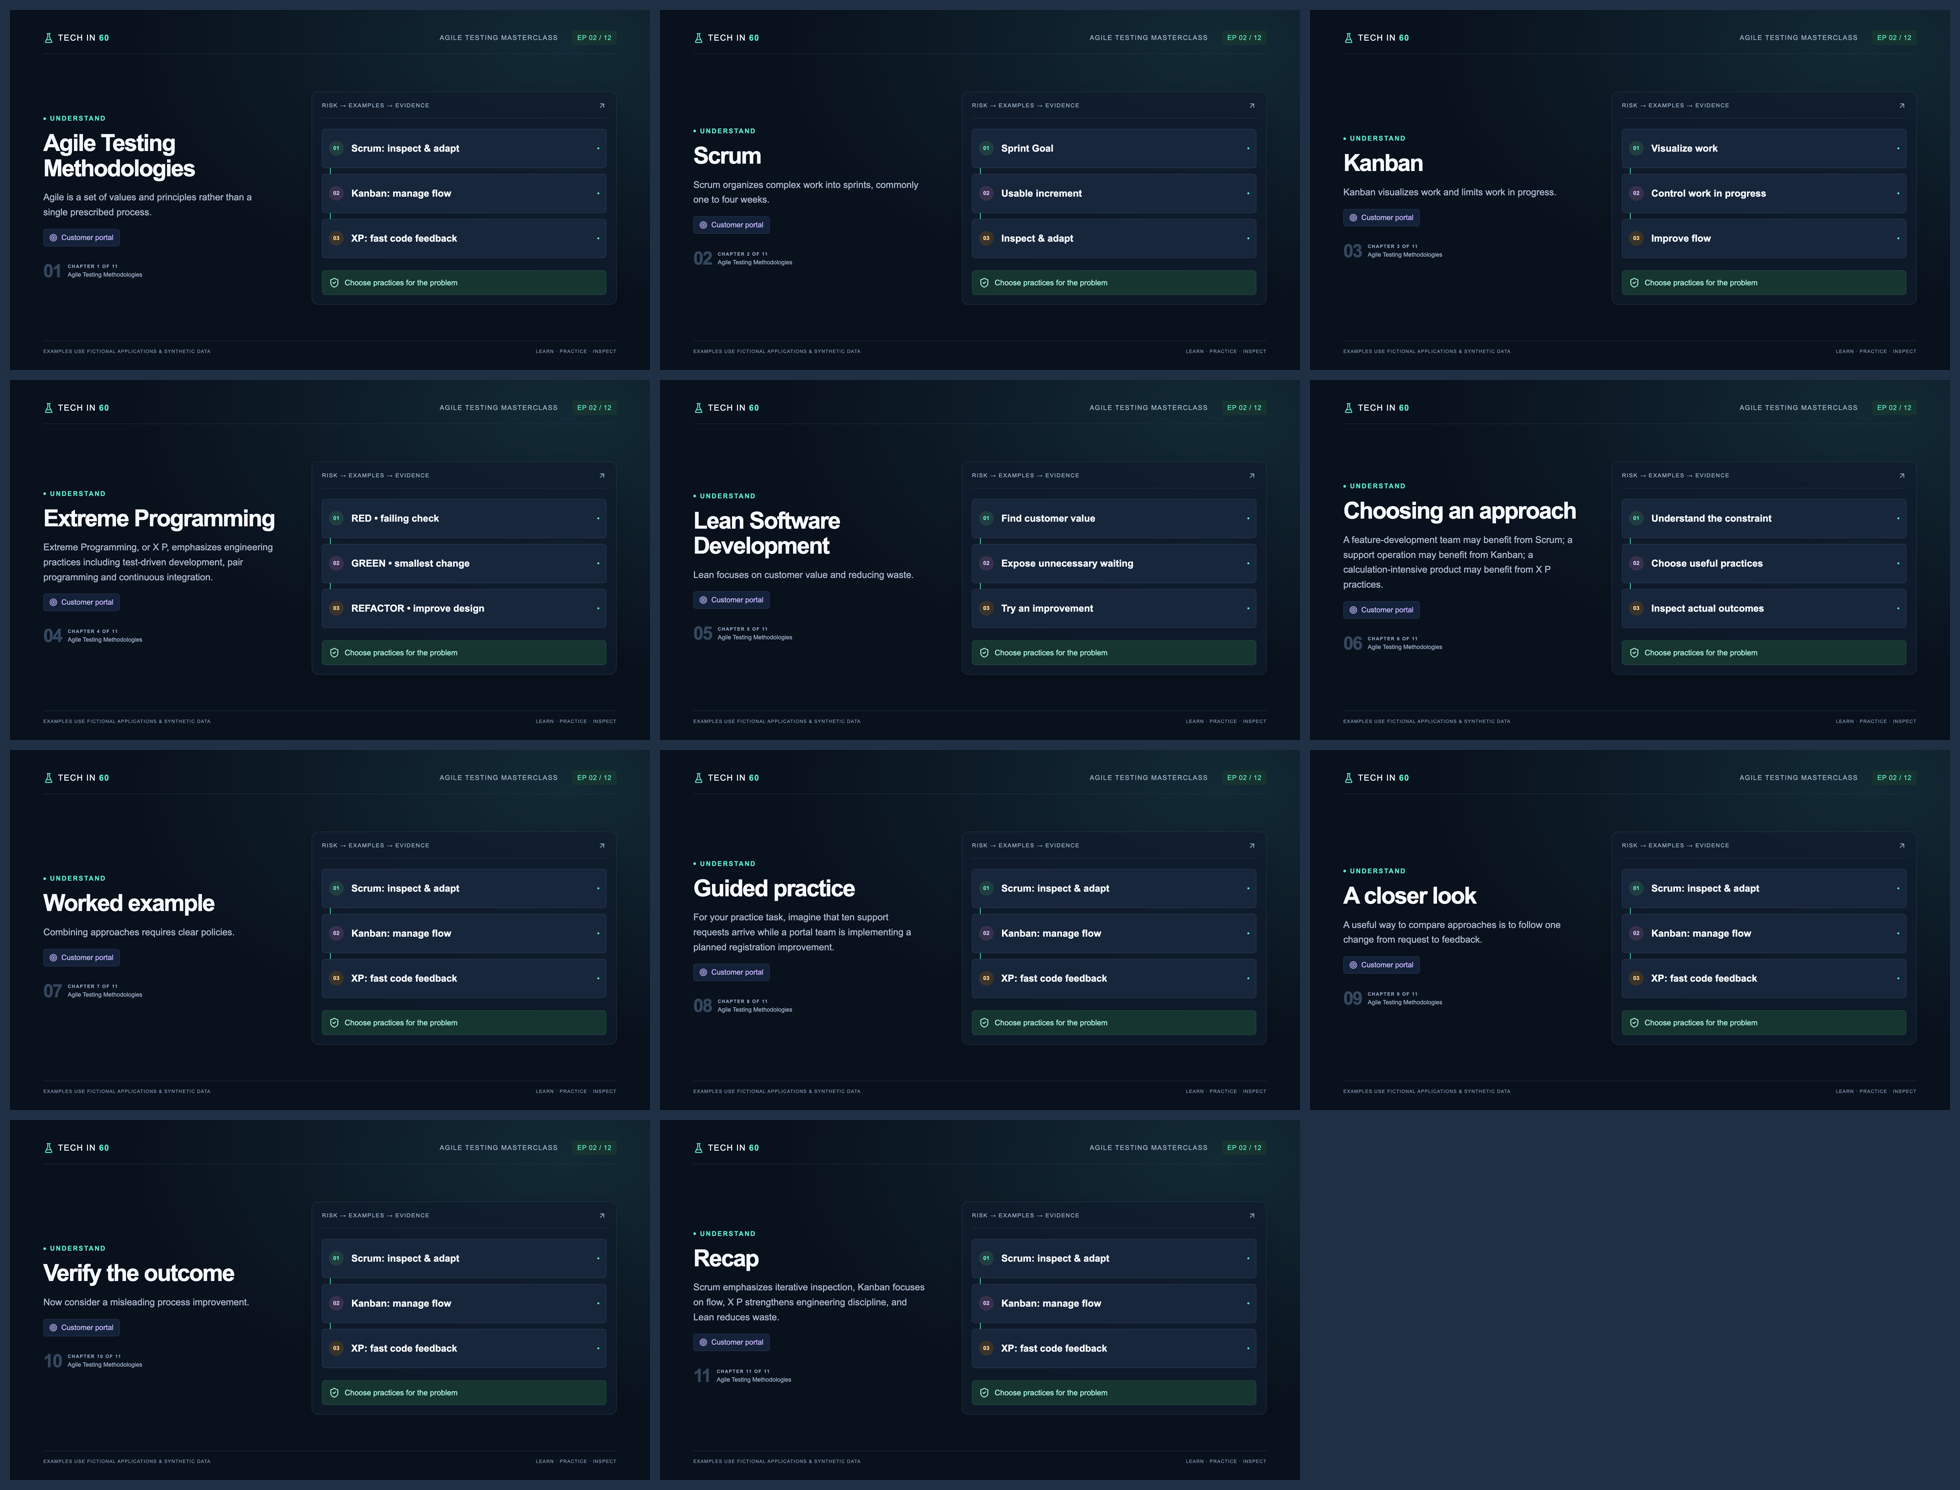 TECH IN 60
AGILE TESTING MASTERCLASS
EP 02 / 12
• UNDERSTAND
Agile Testing
Methodologies
Agile is a set of values and principles rather than a
single prescribed process.
Customer portal
01
CHAPTER 1 OF 11
Agile Testing Methodologies
RISK → EXAMPLES → EVIDENCE
01 Scrum: inspect & adapt
02 Kanban: manage flow
03 XP: fast code feedback
Choose practices for the problem
EXAMPLES USE FICTIONAL APPLICATIONS & SYNTHETIC DATA
LEARN · PRACTICE · INSPECT
TECH IN 60
AGILE TESTING MASTERCLASS
EP 02 / 12
• UNDERSTAND
Scrum
Scrum organizes complex work into sprints, commonly
one to four weeks.
Customer portal
02
CHAPTER 2 OF 11
Agile Testing Methodologies
RISK → EXAMPLES → EVIDENCE
01 Sprint Goal
02 Usable increment
03 Inspect & adapt
Choose practices for the problem
EXAMPLES USE FICTIONAL APPLICATIONS & SYNTHETIC DATA
LEARN · PRACTICE · INSPECT
TECH IN 60
AGILE TESTING MASTERCLASS
EP 02 / 12
• UNDERSTAND
Kanban
Kanban visualizes work and limits work in progress.
Customer portal
03
CHAPTER 3 OF 11
Agile Testing Methodologies
RISK → EXAMPLES → EVIDENCE
01 Visualize work
02 Control work in progress
03 Improve flow
Choose practices for the problem
EXAMPLES USE FICTIONAL APPLICATIONS & SYNTHETIC DATA
LEARN · PRACTICE · INSPECT
TECH IN 60
AGILE TESTING MASTERCLASS
EP 02 / 12
• UNDERSTAND
Extreme Programming
Extreme Programming, or X P, emphasizes engineering
practices including test-driven development, pair
programming and continuous integration.
Customer portal
04
CHAPTER 4 OF 11
Agile Testing Methodologies
RISK → EXAMPLES → EVIDENCE
01 RED • failing check
02 GREEN • smallest change
03 REFACTOR • improve design
Choose practices for the problem
EXAMPLES USE FICTIONAL APPLICATIONS & SYNTHETIC DATA
LEARN · PRACTICE · INSPECT
TECH IN 60
AGILE TESTING MASTERCLASS
EP 02 / 12
• UNDERSTAND
Lean Software
Development
Lean focuses on customer value and reducing waste.
Customer portal
05
CHAPTER 5 OF 11
Agile Testing Methodologies
RISK → EXAMPLES → EVIDENCE
01 Find customer value
02 Expose unnecessary waiting
03 Try an improvement
Choose practices for the problem
EXAMPLES USE FICTIONAL APPLICATIONS & SYNTHETIC DATA
LEARN · PRACTICE · INSPECT
TECH IN 60
AGILE TESTING MASTERCLASS
EP 02 / 12
• UNDERSTAND
Choosing an approach
A feature-development team may benefit from Scrum; a
support operation may benefit from Kanban; a
calculation-intensive product may benefit from X P
practices.
Customer portal
06
CHAPTER 6 OF 11
Agile Testing Methodologies
RISK → EXAMPLES → EVIDENCE
01 Understand the constraint
02 Choose useful practices
03 Inspect actual outcomes
Choose practices for the problem
EXAMPLES USE FICTIONAL APPLICATIONS & SYNTHETIC DATA
LEARN · PRACTICE · INSPECT
TECH IN 60
AGILE TESTING MASTERCLASS
EP 02 / 12
• UNDERSTAND
Worked example
Combining approaches requires clear policies.
Customer portal
07
CHAPTER 7 OF 11
Agile Testing Methodologies
RISK → EXAMPLES → EVIDENCE
01 Scrum: inspect & adapt
02 Kanban: manage flow
03 XP: fast code feedback
Choose practices for the problem
EXAMPLES USE FICTIONAL APPLICATIONS & SYNTHETIC DATA
LEARN · PRACTICE · INSPECT
TECH IN 60
AGILE TESTING MASTERCLASS
EP 02 / 12
• UNDERSTAND
Guided practice
For your practice task, imagine that ten support
requests arrive while a portal team is implementing a
planned registration improvement.
Customer portal
08
CHAPTER 8 OF 11
Agile Testing Methodologies
RISK → EXAMPLES → EVIDENCE
01 Scrum: inspect & adapt
02 Kanban: manage flow
03 XP: fast code feedback
Choose practices for the problem
EXAMPLES USE FICTIONAL APPLICATIONS & SYNTHETIC DATA
LEARN · PRACTICE · INSPECT
TECH IN 60
AGILE TESTING MASTERCLASS
EP 02 / 12
• UNDERSTAND
A closer look
A useful way to compare approaches is to follow one
change from request to feedback.
Customer portal
09
CHAPTER 9 OF 11
Agile Testing Methodologies
RISK → EXAMPLES → EVIDENCE
01 Scrum: inspect & adapt
02 Kanban: manage flow
03 XP: fast code feedback
Choose practices for the problem
EXAMPLES USE FICTIONAL APPLICATIONS & SYNTHETIC DATA
LEARN · PRACTICE · INSPECT
TECH IN 60
AGILE TESTING MASTERCLASS
EP 02 / 12
• UNDERSTAND
Verify the outcome
Now consider a misleading process improvement.
Customer portal
10
CHAPTER 10 OF 11
Agile Testing Methodologies
RISK → EXAMPLES → EVIDENCE
01 Scrum: inspect & adapt
02 Kanban: manage flow
03 XP: fast code feedback
Choose practices for the problem
EXAMPLES USE FICTIONAL APPLICATIONS & SYNTHETIC DATA
LEARN · PRACTICE · INSPECT
TECH IN 60
AGILE TESTING MASTERCLASS
EP 02 / 12
• UNDERSTAND
Recap
Scrum emphasizes iterative inspection, Kanban focuses
on flow, X P strengthens engineering discipline, and
Lean reduces waste.
Customer portal
11
CHAPTER 11 OF 11
Agile Testing Methodologies
RISK → EXAMPLES → EVIDENCE
01 Scrum: inspect & adapt
02 Kanban: manage flow
03 XP: fast code feedback
Choose practices for the problem
EXAMPLES USE FICTIONAL APPLICATIONS & SYNTHETIC DATA
LEARN · PRACTICE · INSPECT